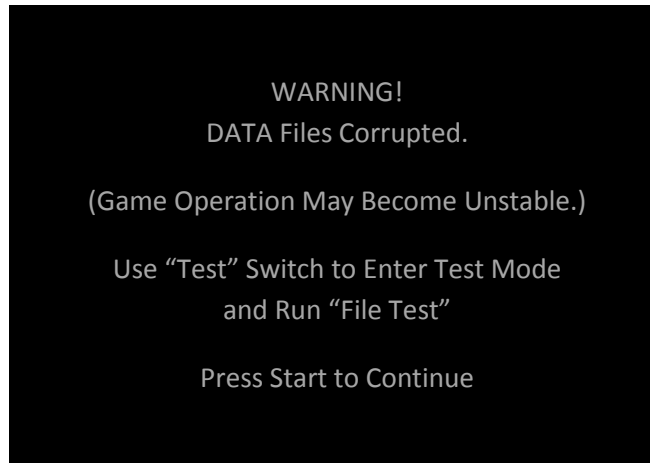 WARNING!
DATA Files Corrupted.
(Game Operation May Become Unstable.)
Use “Test” Switch to Enter Test Mode
and Run “File Test”
Press Start to Continue